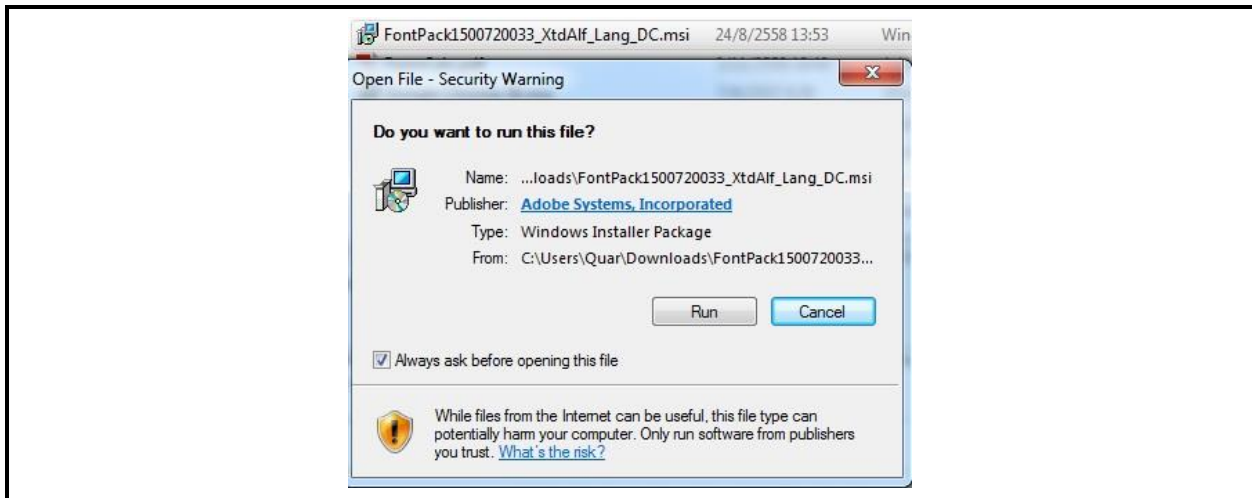 FontPack1500720033_XtdAlf_Lang_DC.msi 24/8/2558 13:53 Win
Open File - Security Warning
Do you want to run this file?
Name: ...loads\FontPack1500720033_XtdAlf_Lang_DC.msi
Publisher: Adobe Systems, Incorporated
Type: Windows Installer Package
From: C:\Users\Quar\Downloads\FontPack1500720033...
Run Cancel
Always ask before opening this file
While files from the Internet can be useful, this file type can
potentially harm your computer. Only run software from publishers
you trust. What's the risk?